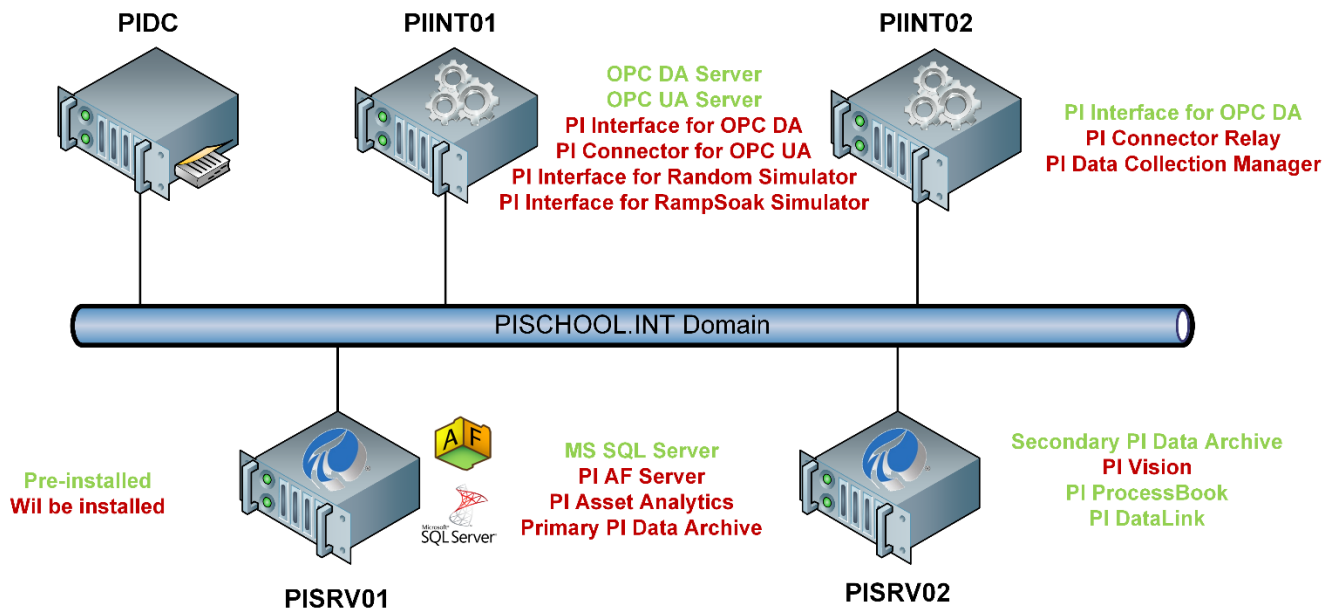 PIDC
PIINT01
PIINT02
OPC DA Server
OPC UA Server
PI Interface for OPC DA
PI Connector for OPC UA
PI Interface for Random Simulator
PI Interface for RampSoak Simulator
PI Interface for OPC DA
PI Connector Relay
PI Data Collection Manager
PISCHOOL.INT Domain
Pre-installed
Wil be installed
A F
Microsoft
SQL Server
MS SQL Server
PI AF Server
PI Asset Analytics
Primary PI Data Archive
Secondary PI Data Archive
PI Vision
PI ProcessBook
PI DataLink
PISRV01
PISRV02